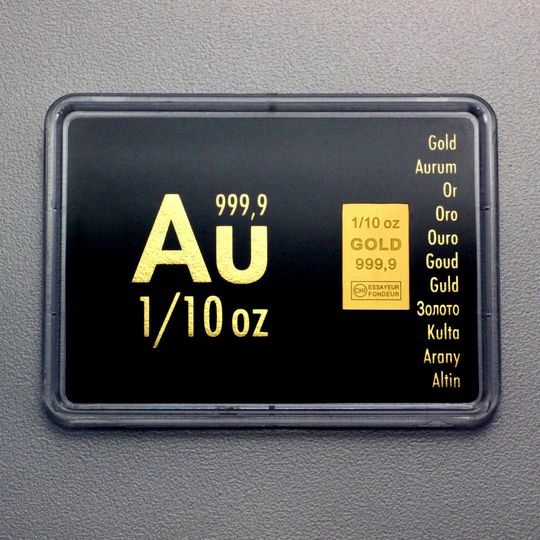 999,9
Au
1/10 oz
1/10 oz
GOLD
999,9
CHI ESSAYEUR
FONDEUR
Gold
Aurum
Or
Oro
Ouro
Goud
Guld
Золото
Kulta
Arany
Altin